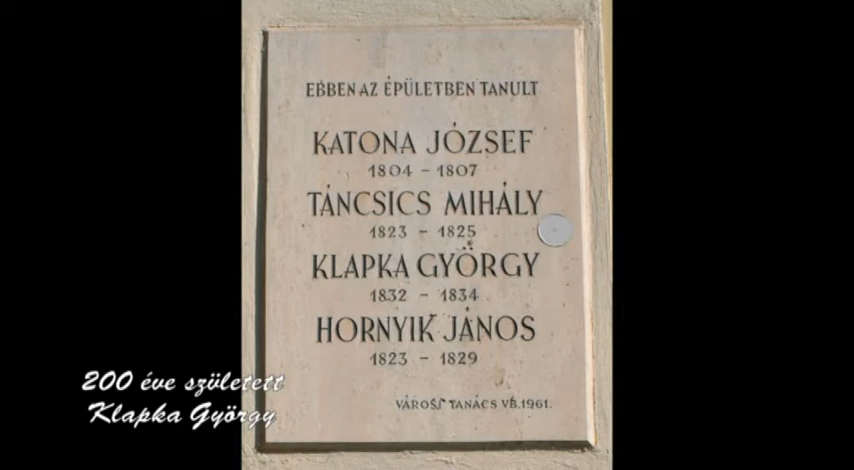 EBBEN AZ ÉPÜLETBEN TANULT
KATONA JÓZSEF
1804 – 1807
TÁNCSICS MIHÁLY
1823 – 1825
KLAPKA GYÖRGY
1832 – 1834
HORNYIK JÁNOS
1823 – 1829
VÁROSI TANÁCS VB.1961.
200 éve született
Klapka György